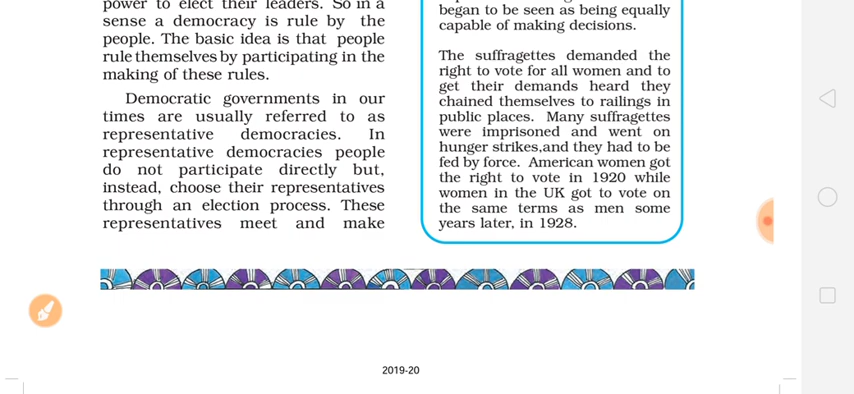 power to elect their leaders. So in a
sense a democracy is rule by the
people. The basic idea is that people
rule themselves by participating in the
making of these rules.
Democratic governments in our
times are usually referred to as
representative democracies. In
representative democracies people
do not participate directly but,
instead, choose their representatives
through an election process. These
representatives meet and make
began to be seen as being equally
capable of making decisions.
The suffragettes demanded the
right to vote for all women and to
get their demands heard they
chained themselves to railings in
public places. Many suffragettes
were imprisoned and went on
hunger strikes,and they had to be
fed by force. American women got
the right to vote in 1920 while
women in the UK got to vote on
the same terms as men some
years later, in 1928.
2019-20